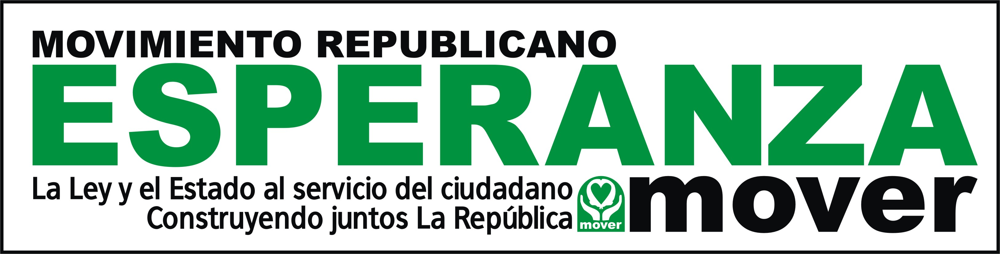 MOVIMIENTO REPUBLICANO
ESPERANZA
La Ley y el Estado al servicio del ciudadano
Construyendo juntos La República
mover
mover